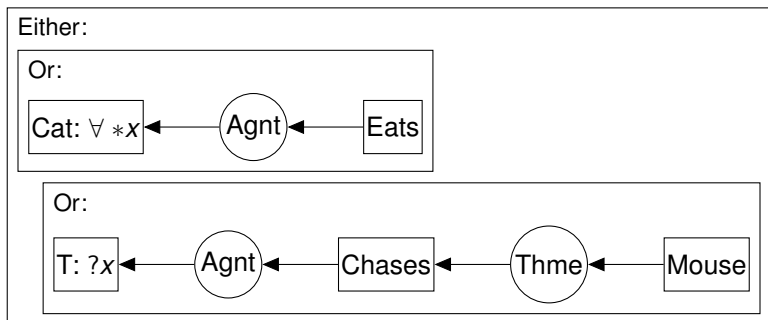 Either:
Or:
Cat: ∀ *x Agnt Eats
Or:
T: ?x Agnt Chases Thme Mouse